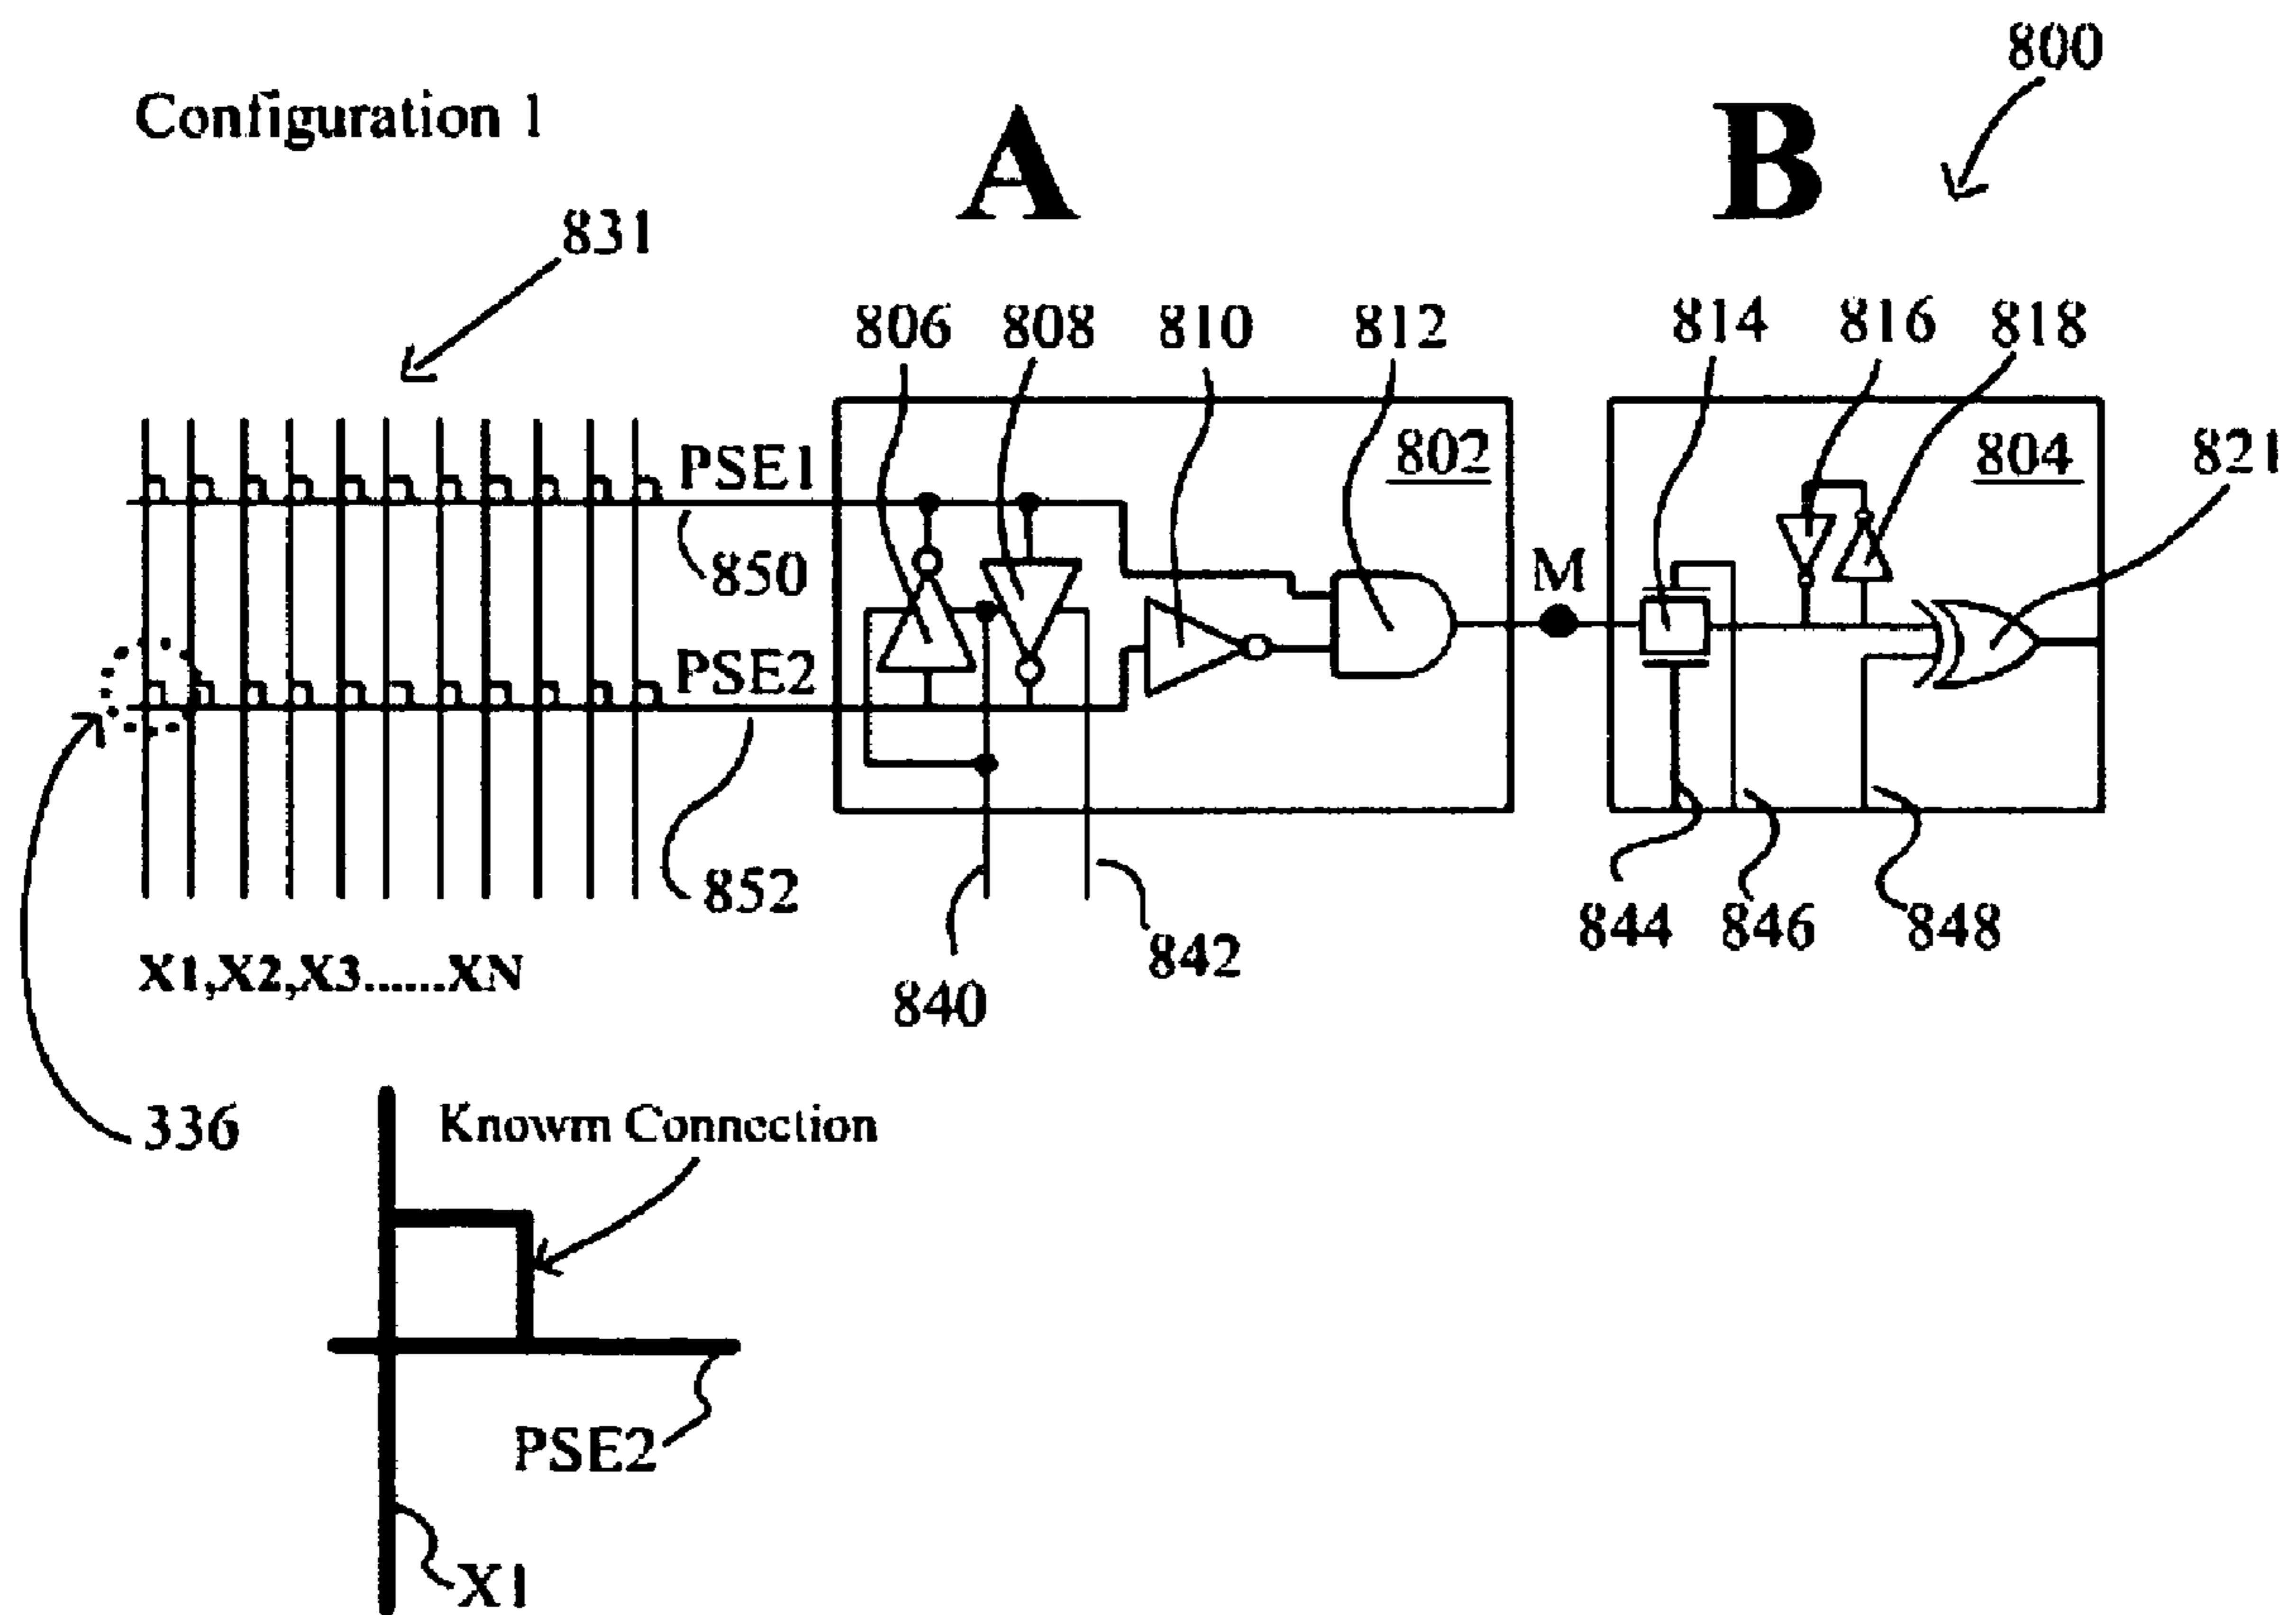 800
Configuration 1
A
B
831
806
808
810
812
814
816
818
802
804
821
PSE1
850
M
PSE2
852
840
842
844
846
848
X1,X2,X3......XN
336
Knowm Connection
PSE2
X1